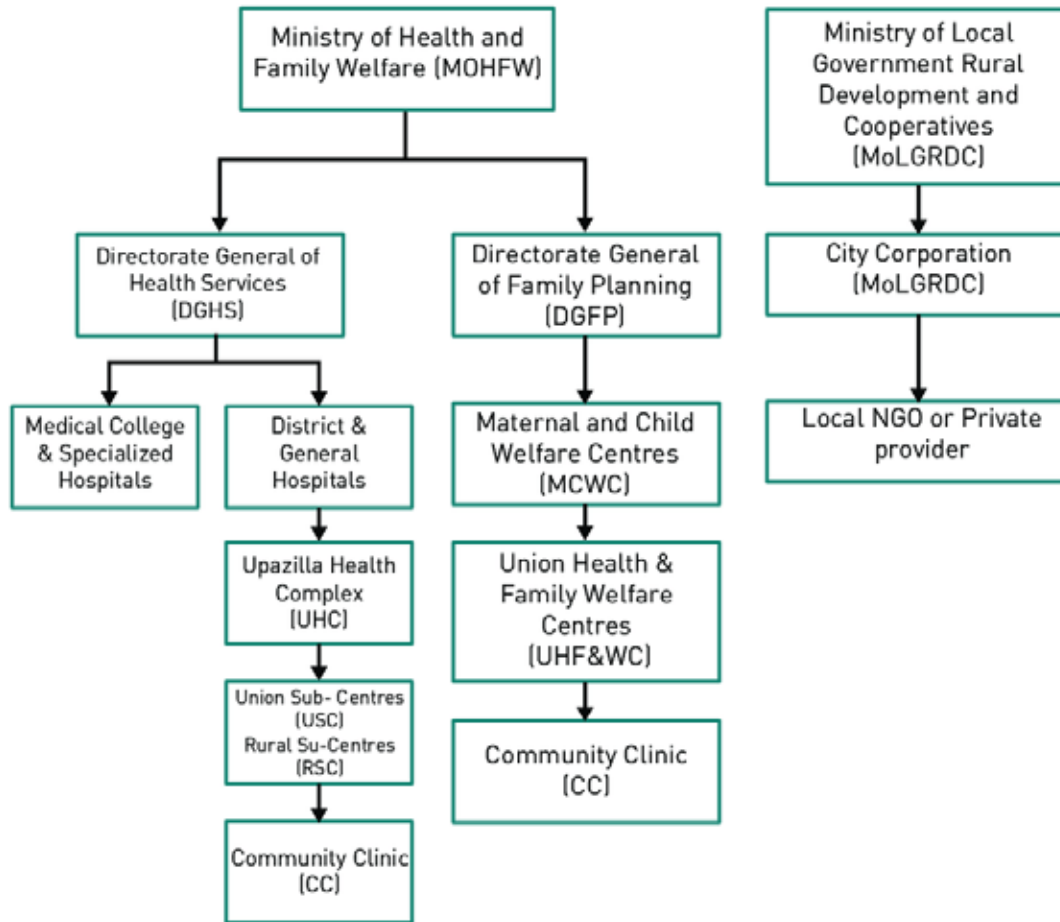 Ministry of Health and
Family Welfare (MOHFW)
Ministry of Local
Government Rural
Development and
Cooperatives
(MoLGRDC)
Directorate General of
Health Services
(DGHS)
Directorate General
of Family Planning
(DGFP)
City Corporation
(MoLGRDC)
Medical College
& Specialized
Hospitals
District &
General
Hospitals
Maternal and Child
Welfare Centres
(MCWC)
Local NGO or Private
provider
Upazilla Health
Complex
(UHC)
Union Health &
Family Welfare
Centres
(UHF&WC)
Union Sub- Centres
(USC)
Rural Su-Centres
(RSC)
Community Clinic
(CC)
Community Clinic
(CC)